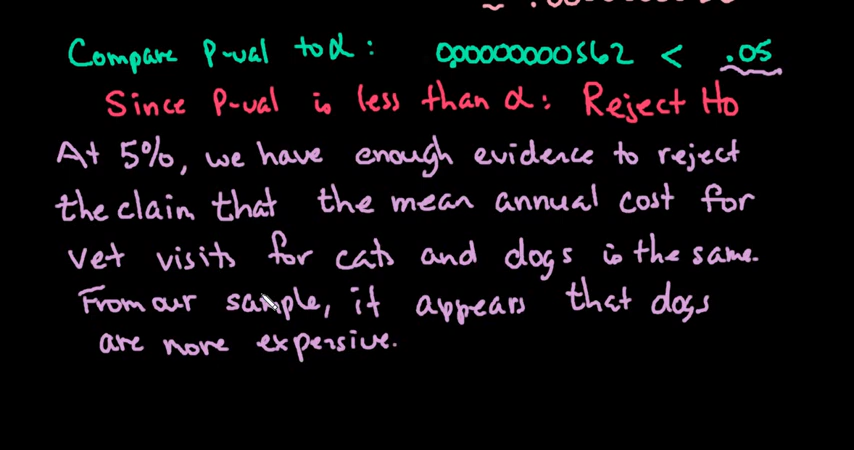 Compare P-val to α: 0.00000000562 < .05
Since P-val is less than α: Reject Ho
At 5%, we have enough evidence to reject
the claim that the mean annual cost for
vet visits for cats and dogs is the same.
From our sample, it appears that dogs
are more expensive.